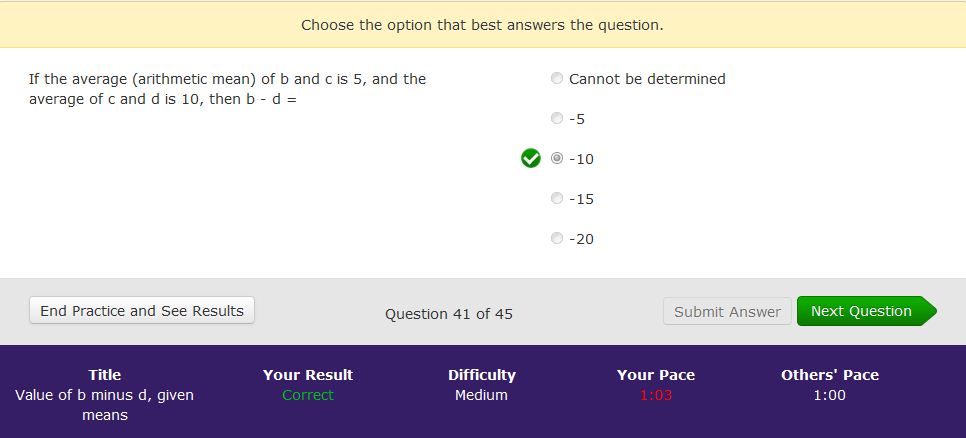 Choose the option that best answers the question.
If the average (arithmetic mean) of b and c is 5, and the
average of c and d is 10, then b - d =
Cannot be determined
-5
-10
-15
-20
End Practice and See Results
Question 41 of 45
Submit Answer
Next Question
Title
Value of b minus d, given
means
Your Result
Correct
Difficulty
Medium
Your Pace
1:03
Others' Pace
1:00